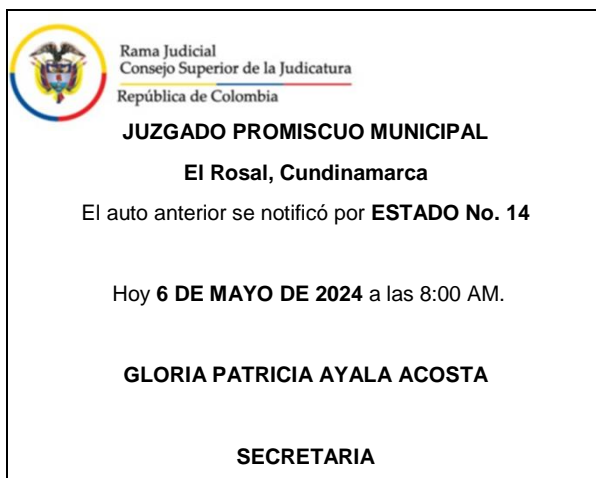 Rama Judicial
Consejo Superior de la Judicatura
República de Colombia
JUZGADO PROMISCUO MUNICIPAL
El Rosal, Cundinamarca
El auto anterior se notificó por ESTADO No. 14
Hoy 6 DE MAYO DE 2024 a las 8:00 AM.
GLORIA PATRICIA AYALA ACOSTA
SECRETARIA